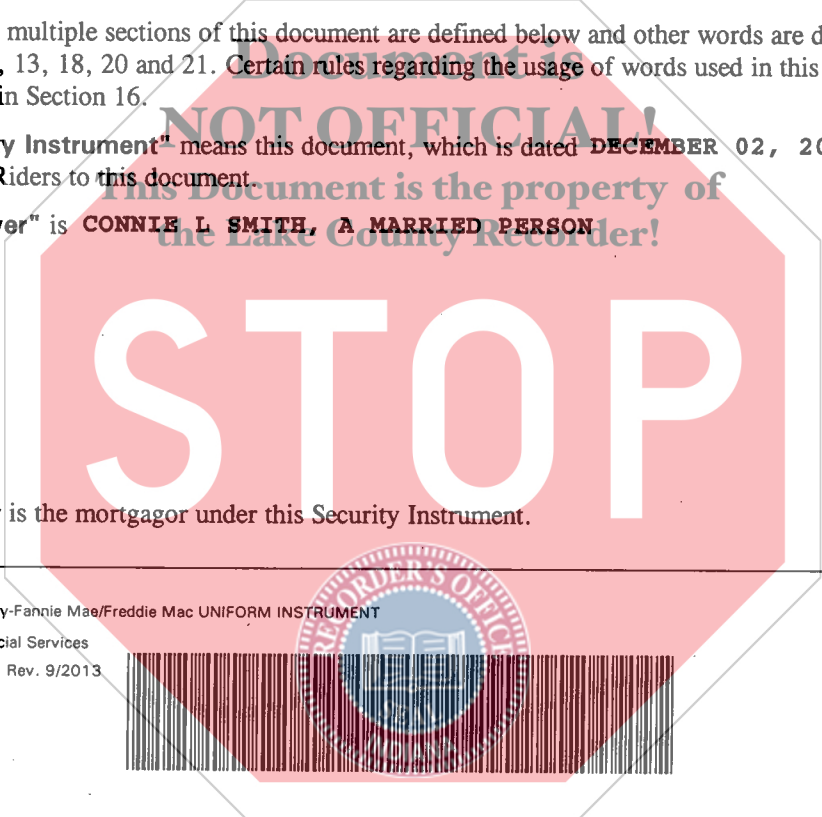 multiple sections of this document are defined below and other words are d
, 13, 18, 20 and 21. Certain rules regarding the usage of words used in this
in Section 16.
Document is
NOT OFFICIAL!
This Document is the property of
the Lake County Recorder!
y Instrument" means this document, which is dated DECEMBER 02, 20
Riders to this document.
er" is CONNIE L SMITH, A MARRIED PERSON
STOP
is the mortgagor under this Security Instrument.
y-Fannie Mae/Freddie Mac UNIFORM INSTRUMENT
cial Services
Rev. 9/2013
RECORDER'S OFFICE
SEAL
INDIANA